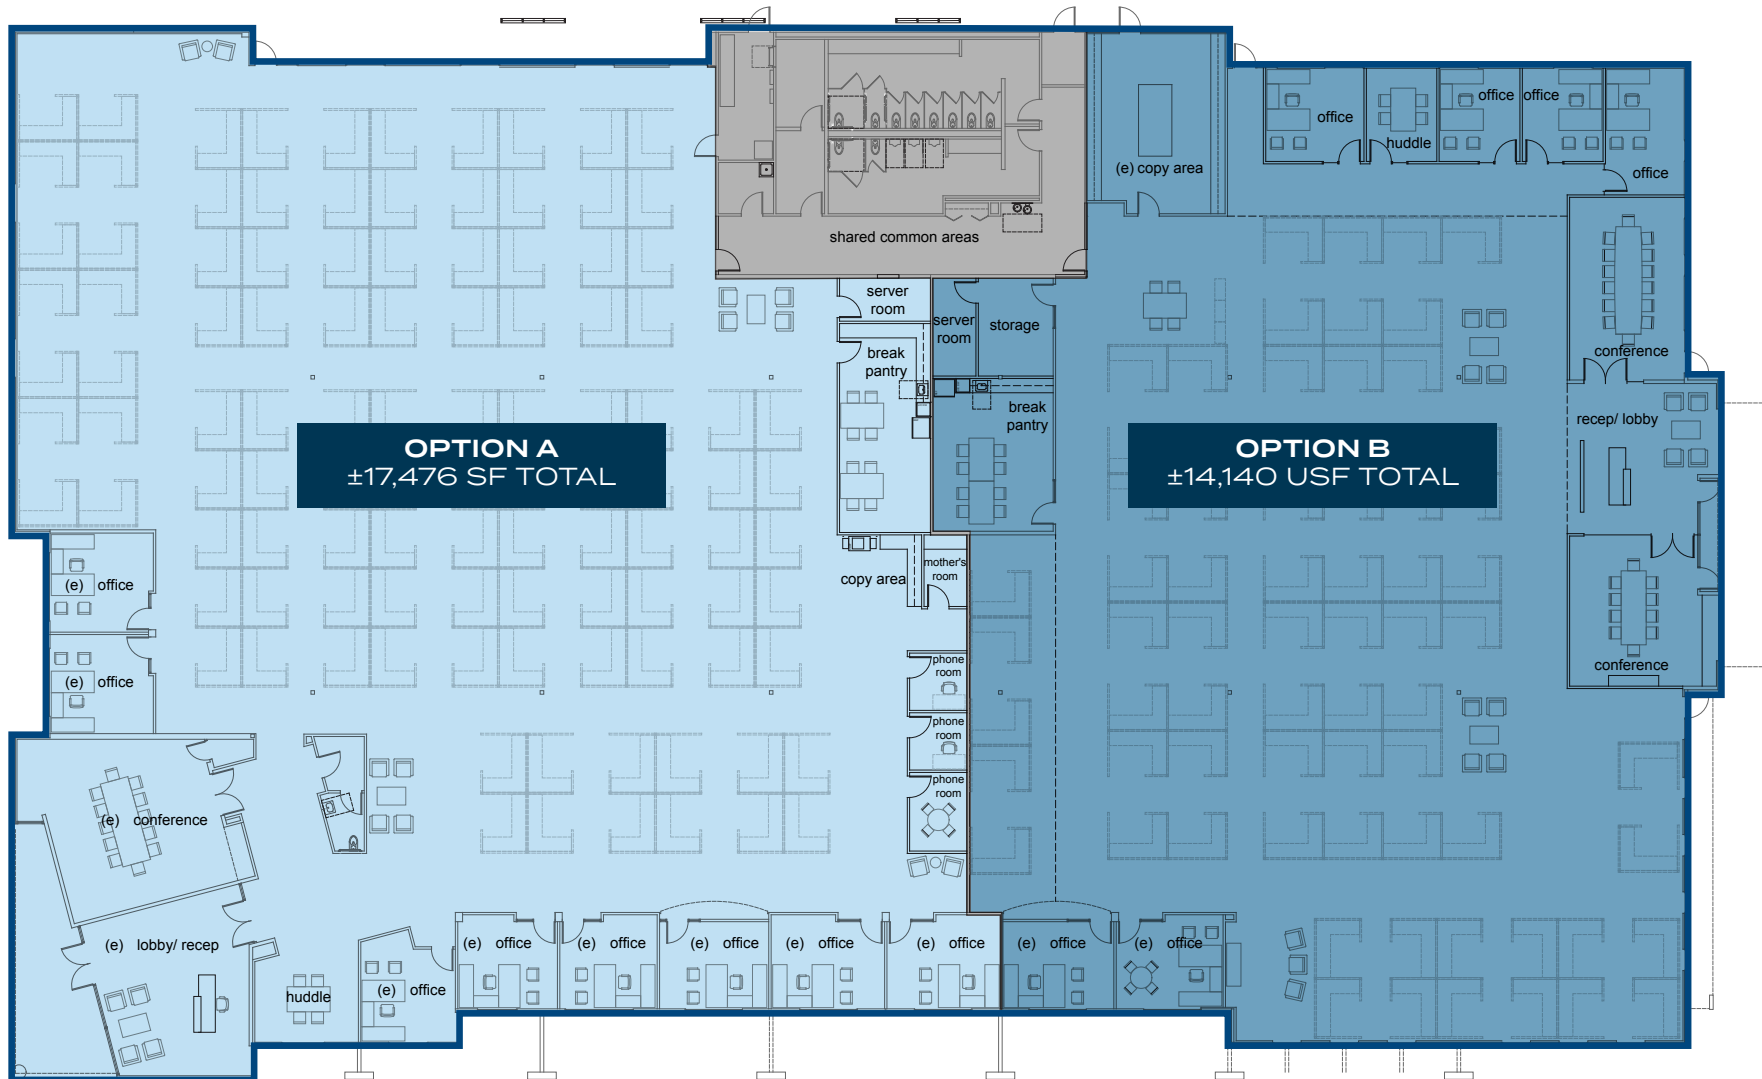 office
huddle
office
office
office
(e) copy area
shared common areas
server
room
server
room
storage
break
pantry
break
pantry
conference
recep/ lobby
OPTION A
±17,476 SF TOTAL
OPTION B
±14,140 USF TOTAL
(e) office
(e) office
copy area
mother's
room
phone
room
phone
room
phone
room
conference
(e) conference
(e) lobby/ recep
huddle
(e) office
(e) office
(e) office
(e) office
(e) office
(e) office
(e) office
(e) office